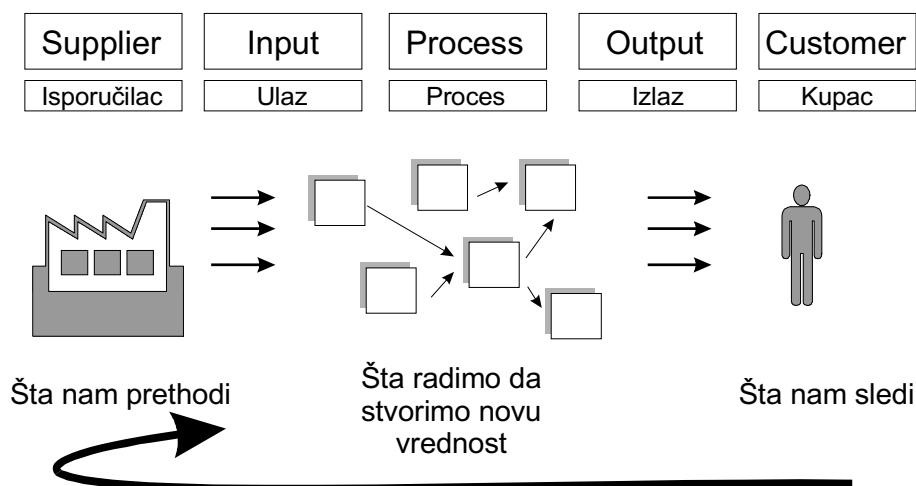 Supplier
Input
Process
Output
Customer
Isporučilac
Ulaz
Proces
Izlaz
Kupac
Šta nam prethodi
Šta radimo da
stvorimo novu
vrednost
Šta nam sledi